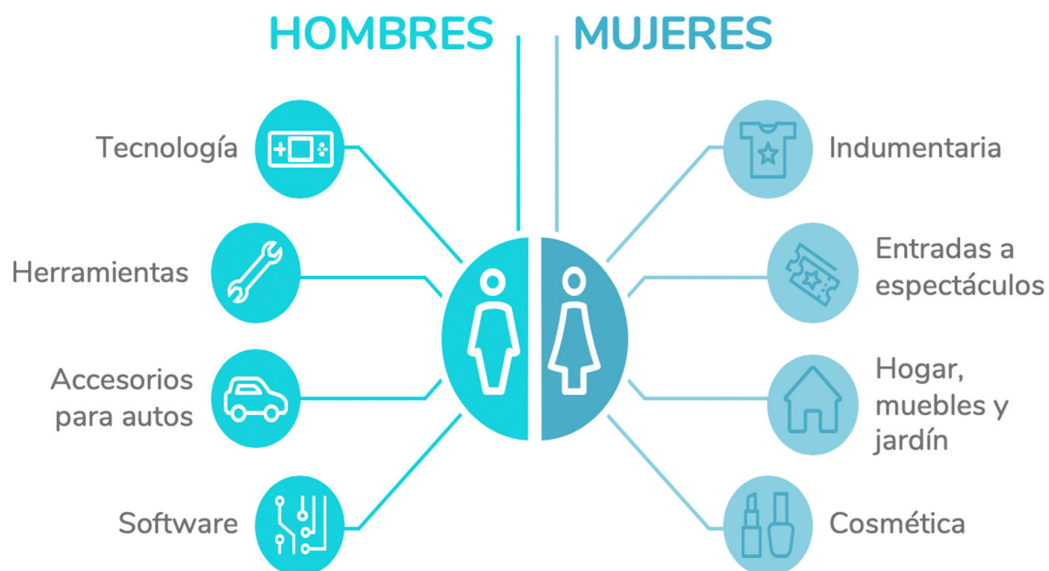 HOMBRES
MUJERES
Tecnología
Herramientas
Accesorios
para autos
Software
Indumentaria
Entradas a
espectáculos
Hogar,
muebles y
jardín
Cosmética